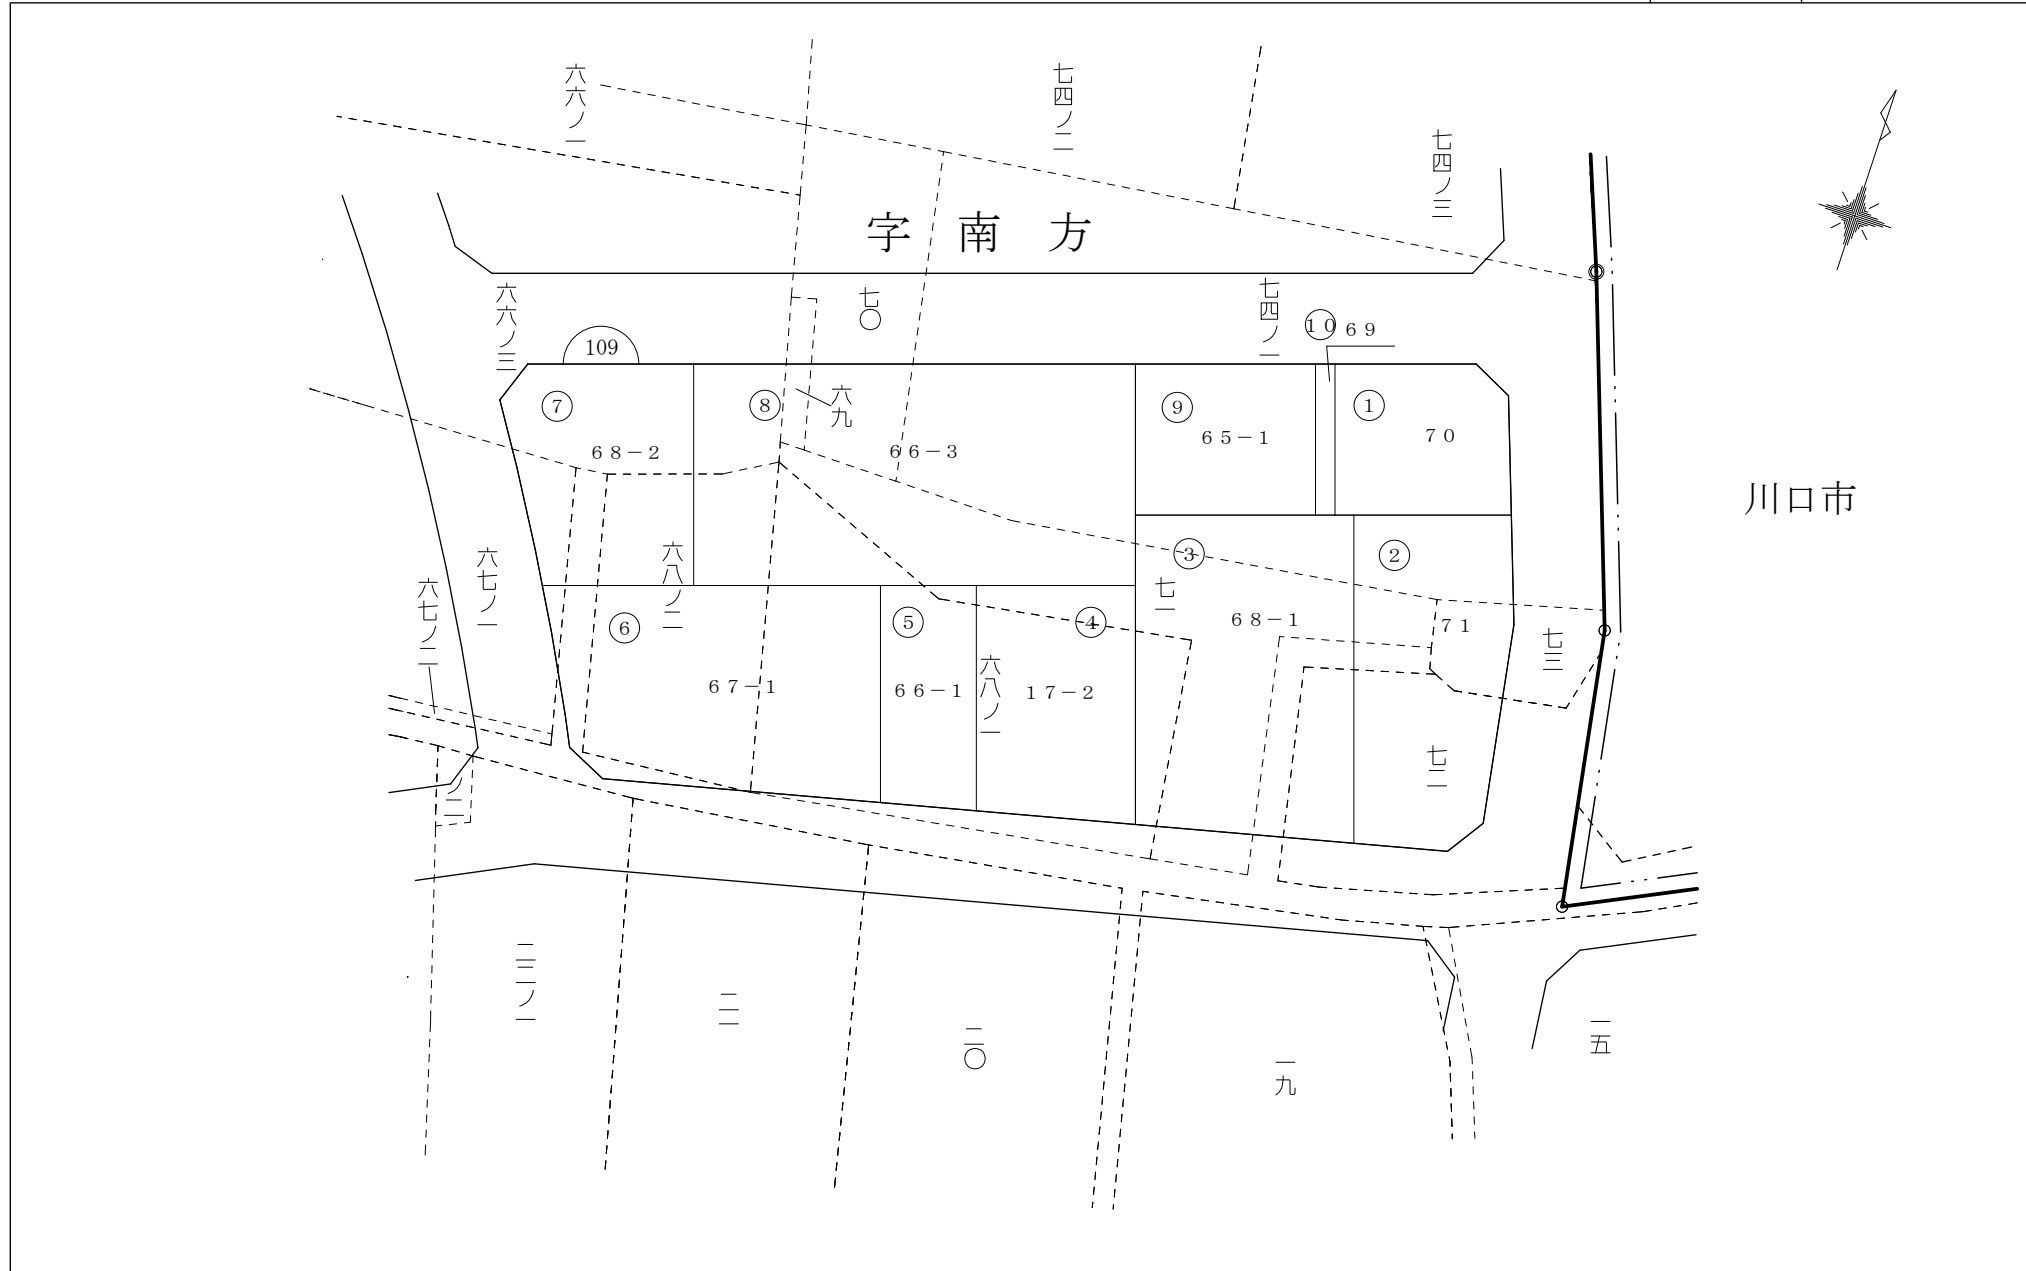 六六ノ一
七四ノ二
七四ノ三
字南方
六六ノ三
七〇
七四ノ一
⑩ 69
109
⑦
⑧
六九
⑨
①
68-2
66-3
65-1
70
川口市
六七ノ二
六七ノ一
六八ノ二
③
②
七一
⑥
⑤
④
68-1
71
七三
67-1
66-1
六八ノ一
17-2
七二
ノ二
二二ノ一
二一
二〇
一九
一五